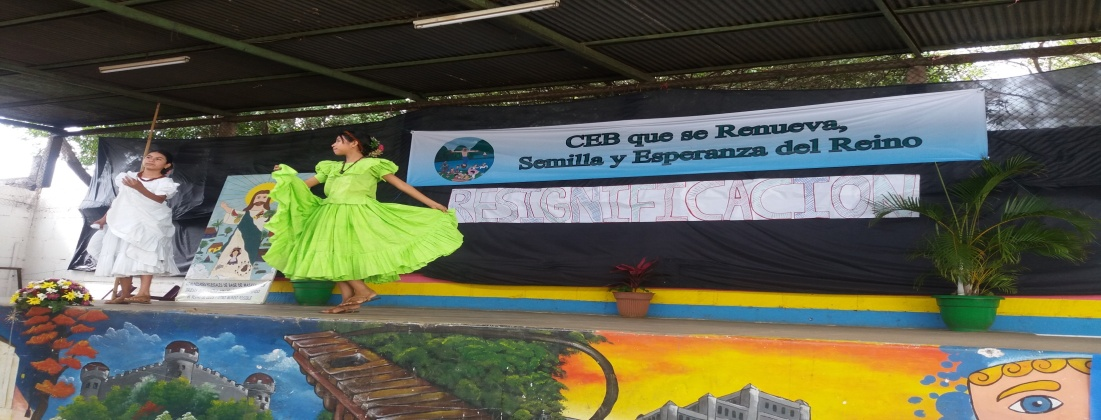 CEB que se Renueva,
Semilla y Esperanza del Reino
RESIGNIFICACION